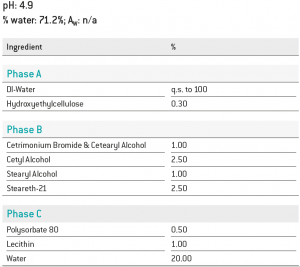 pH: 4.9
% water: 71.2%; Aw: n/a
Ingredient %
Phase A
DI-Water q.s. to 100
Hydroxyethylcellulose 0.30
Phase B
Cetrimonium Bromide & Cetearyl Alcohol 1.00
Cetyl Alcohol 2.50
Stearyl Alcohol 1.00
Steareth-21 2.50
Phase C
Polysorbate 80 0.50
Lecithin 1.00
Water 20.00